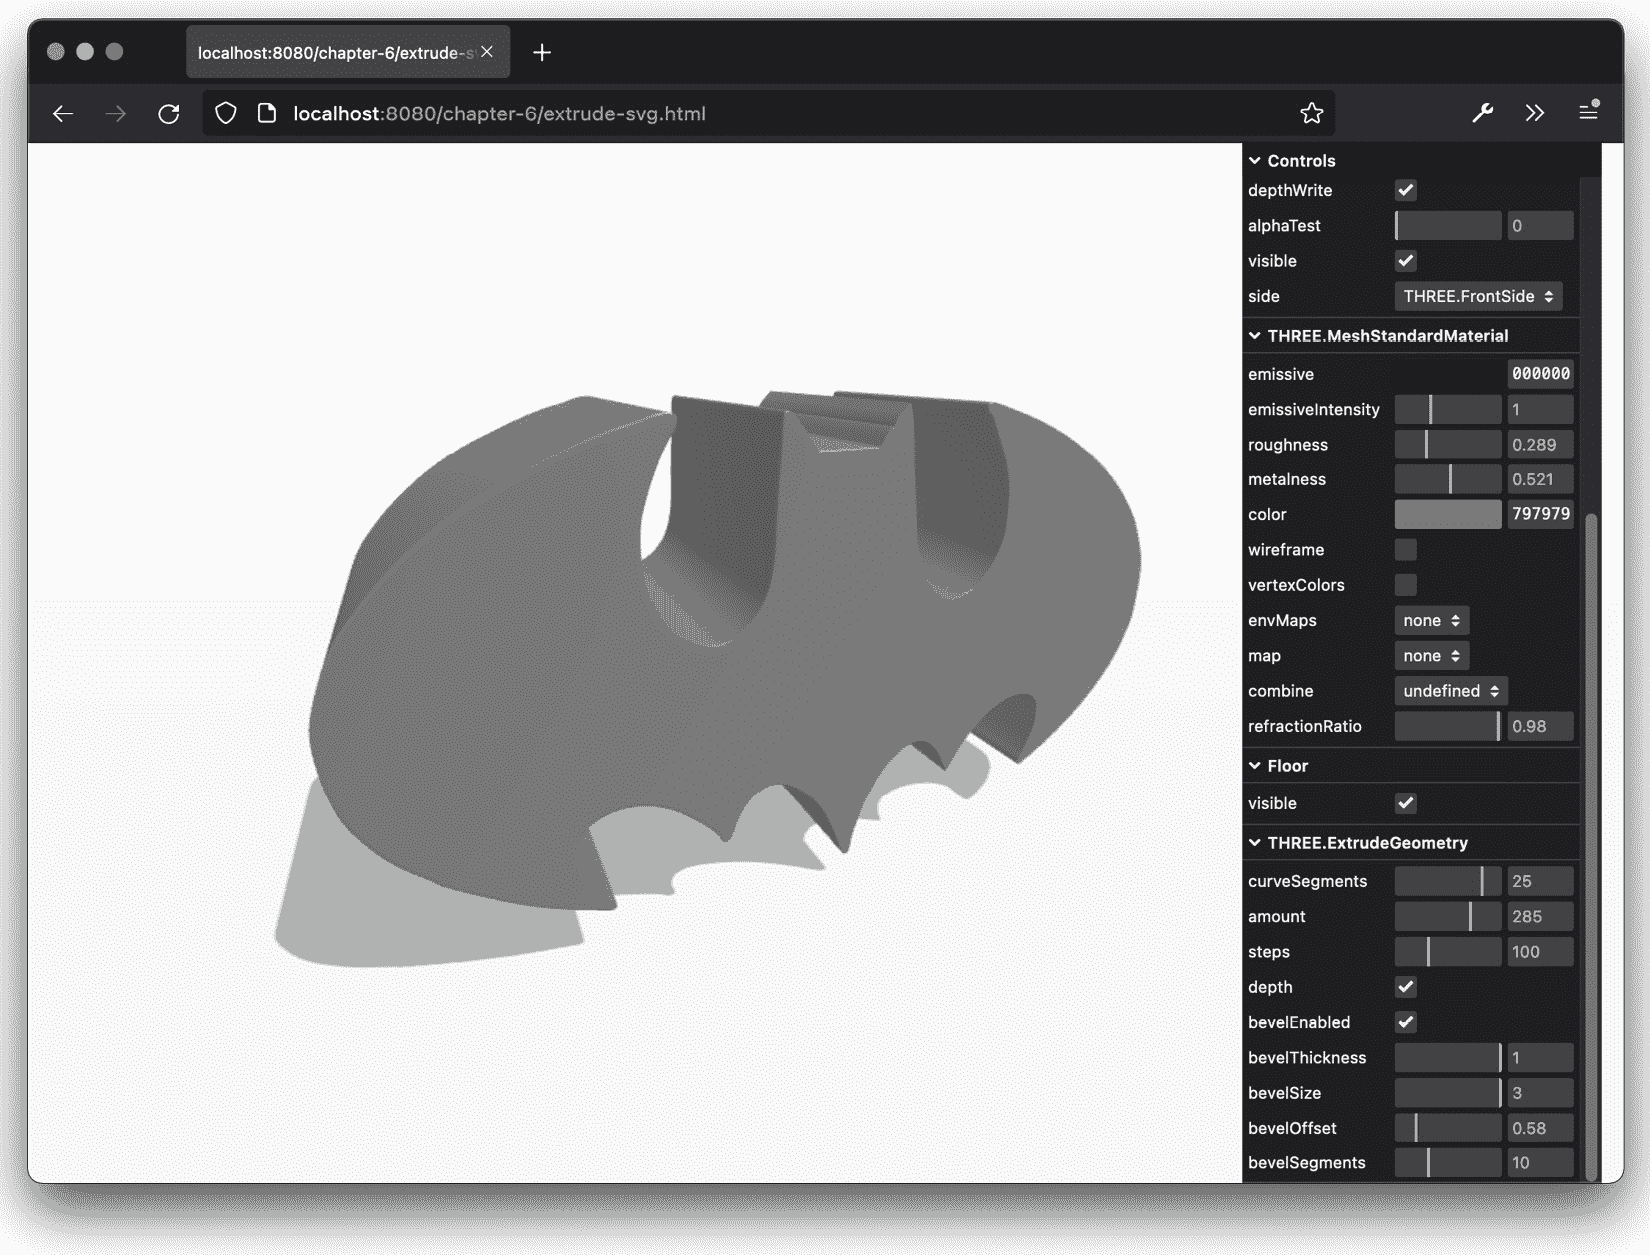 localhost:8080/chapter-6/extrude-s
localhost:8080/chapter-6/extrude-svg.html
Controls
depthWrite
alphaTest 0
visible
side THREE.FrontSide
THREE.MeshStandardMaterial
emissive 000000
emissiveIntensity 1
roughness 0.289
metalness 0.521
color 797979
wireframe
vertexColors
envMaps none
map none
combine undefined
refractionRatio 0.98
Floor
visible
THREE.ExtrudeGeometry
curveSegments 25
amount 285
steps 100
depth
bevelEnabled
bevelThickness 1
bevelSize 3
bevelOffset 0.58
bevelSegments 10